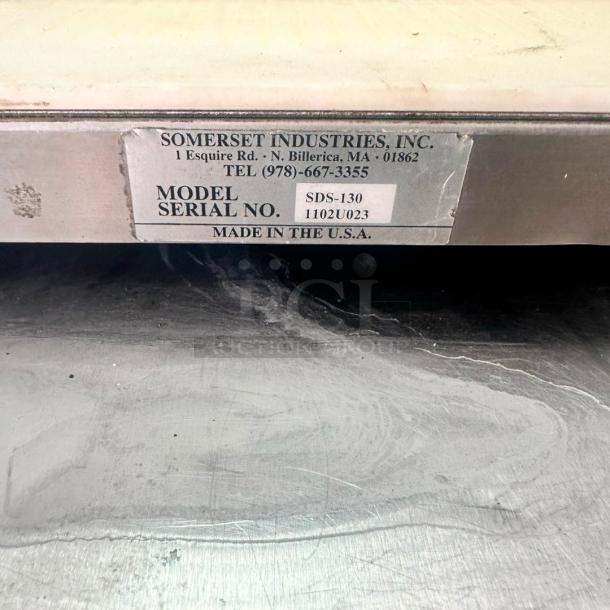 SOMERSET INDUSTRIES, INC.
1 Esquire Rd. · N. Billerica, MA · 01862
TEL (978)-667-3355
MODEL SDS-130
SERIAL NO. 1102U023
MADE IN THE U.S.A.
PCI
AUCTION GROUP